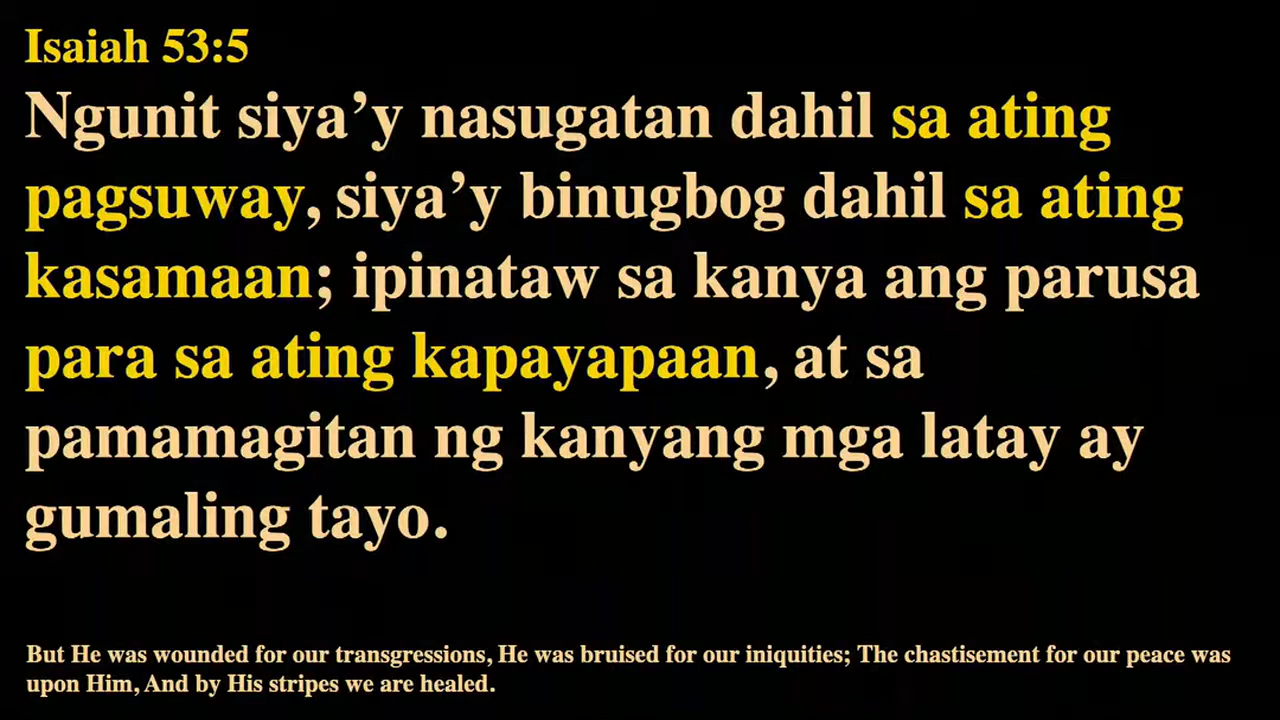 Isaiah 53:5
Ngunit siya’y nasugatan dahil sa ating
pagsuway, siya’y binugbog dahil sa ating
kasamaan; ipinataw sa kanya ang parusa
para sa ating kapayapaan, at sa
pamamagitan ng kanyang mga latay ay
gumaling tayo.
But He was wounded for our transgressions, He was bruised for our iniquities; The chastisement for our peace was
upon Him, And by His stripes we are healed.